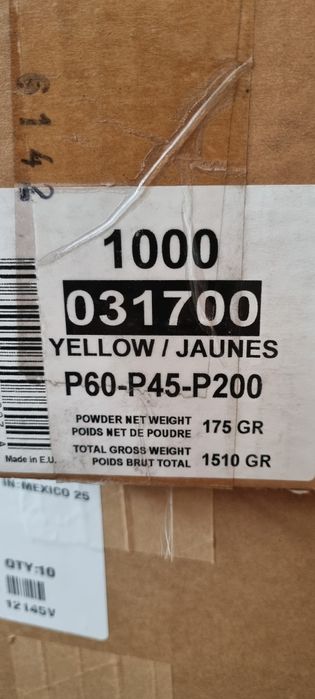 6142
1000
031700
YELLOW / JAUNES
P60-P45-P200
POWDER NET WEIGHT
POIDS NET DE POUDRE 175 GR
TOTAL GROSS WEIGHT
POIDS BRUT TOTAL 1510 GR
Made in E.U.
IN MEXICO 25
QTY:10
12145V